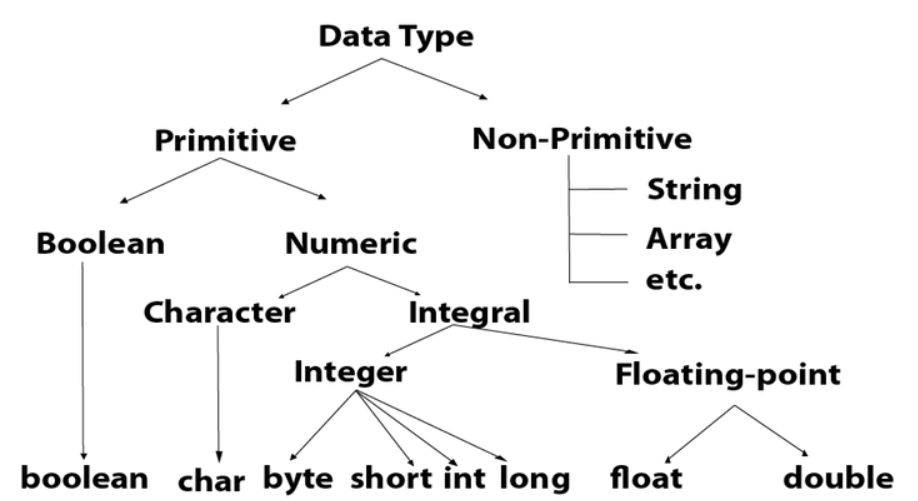 Data Type
Primitive
Non-Primitive
String
Array
etc.
Boolean
Numeric
Character
Integral
Integer
Floating-point
boolean
char
byte
short
int
long
float
double